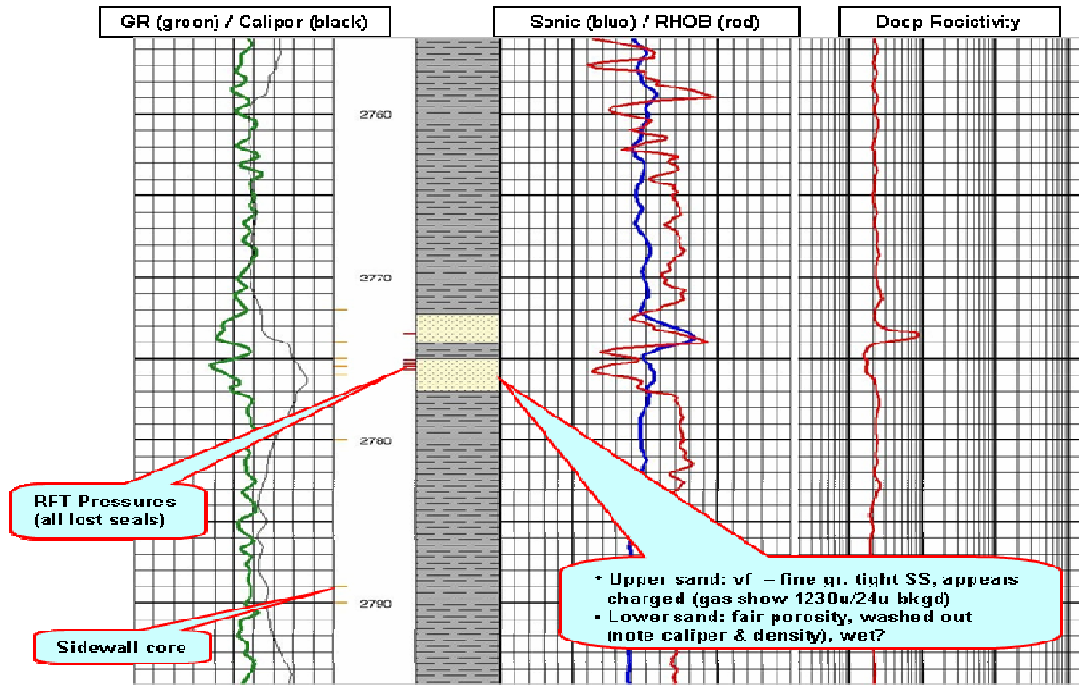 GR (green) / Caliper (black)
Sonic (blue) / RHOB (red)
Deep Resistivity
2760
2770
2780
2790
RFT Pressures
(all lost seals)
Sidewall core
• Upper sand: vf – fine gr. tight SS, appears
charged (gas show 1230u/24u bkgd)
• Lower sand: fair porosity, washed out
(note caliper & density), wet?